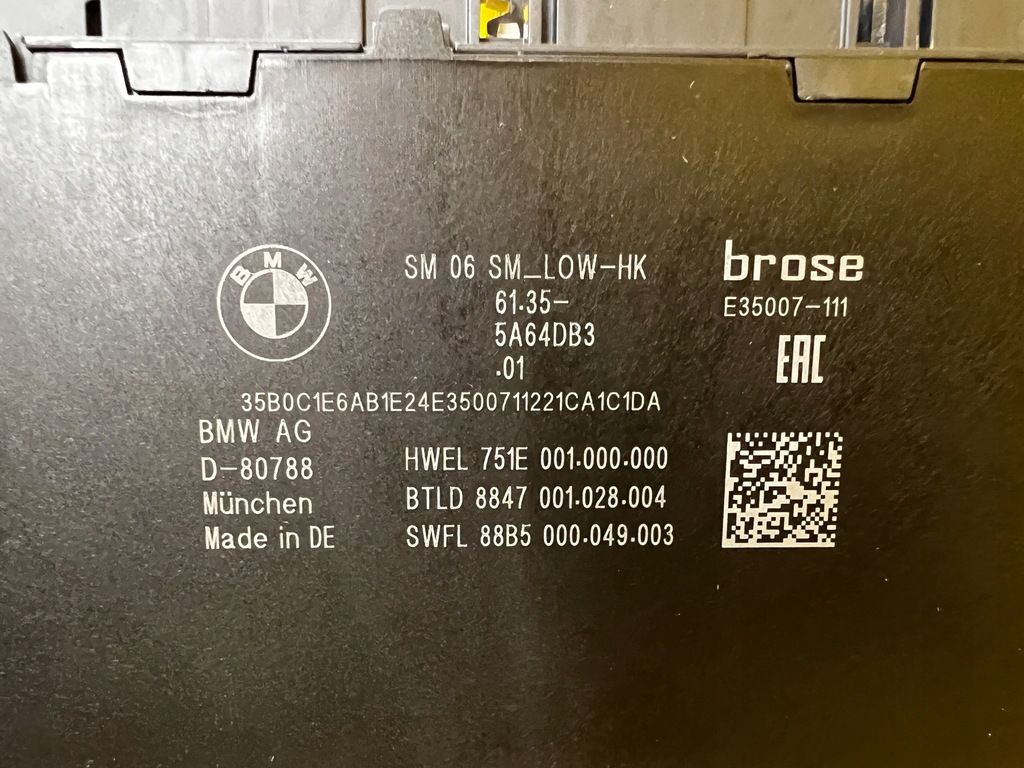 BMW
SM 06 SM_LOW-HK
61.35-
5A64DB3
.01
brose
E35007-111
EAC
35B0C1E6AB1E24E3500711221CA1C1DA
BMW AG
D-80788
München
Made in DE
HWEL 751E 001.000.000
BTLD 8847 001.028.004
SWFL 88B5 000.049.003